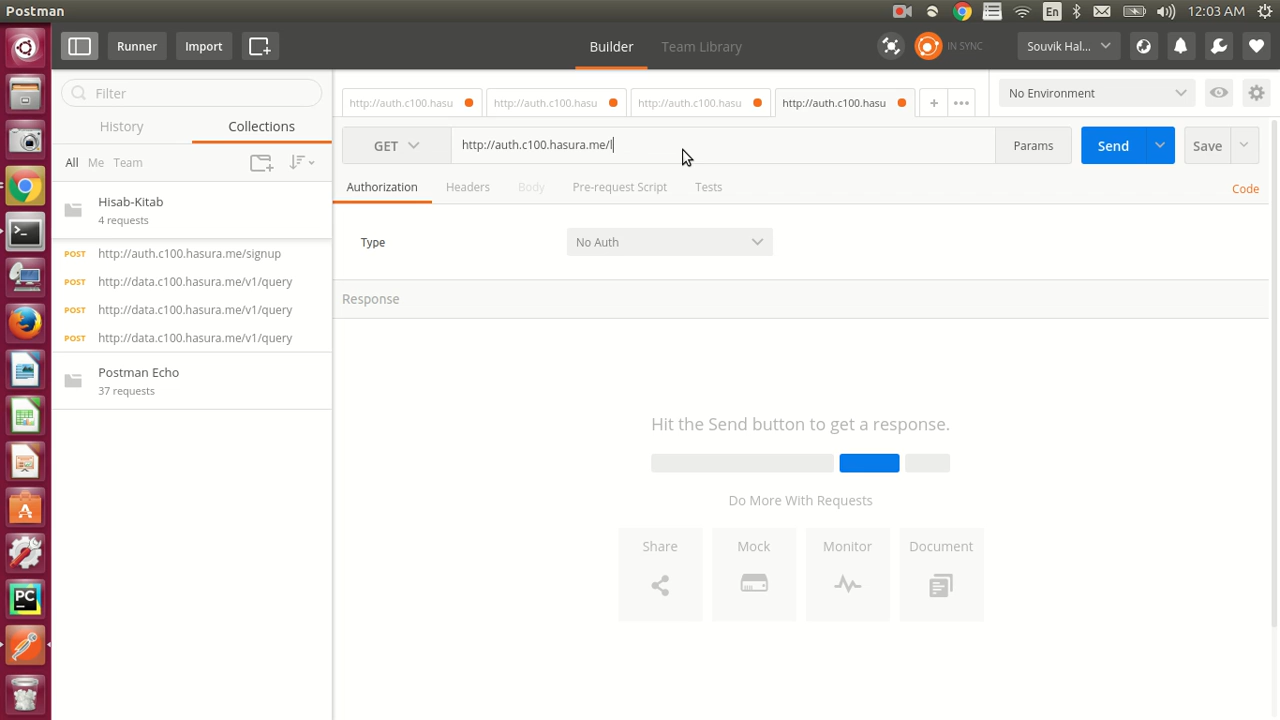 Postman
En
12:03 AM
Runner
Import
Builder
Team Library
IN SYNC
Souvik Hal...
Filter
History
Collections
All
Me
Team
Hisab-Kitab
4 requests
POST http://auth.c100.hasura.me/signup
POST http://data.c100.hasura.me/v1/query
POST http://data.c100.hasura.me/v1/query
POST http://data.c100.hasura.me/v1/query
Postman Echo
37 requests
http://auth.c100.hasu
http://auth.c100.hasu
http://auth.c100.hasu
http://auth.c100.hasu
No Environment
GET
http://auth.c100.hasura.me/l
Params
Send
Save
Authorization
Headers
Body
Pre-request Script
Tests
Code
Type
No Auth
Response
Hit the Send button to get a response.
Do More With Requests
Share
Mock
Monitor
Document
PC